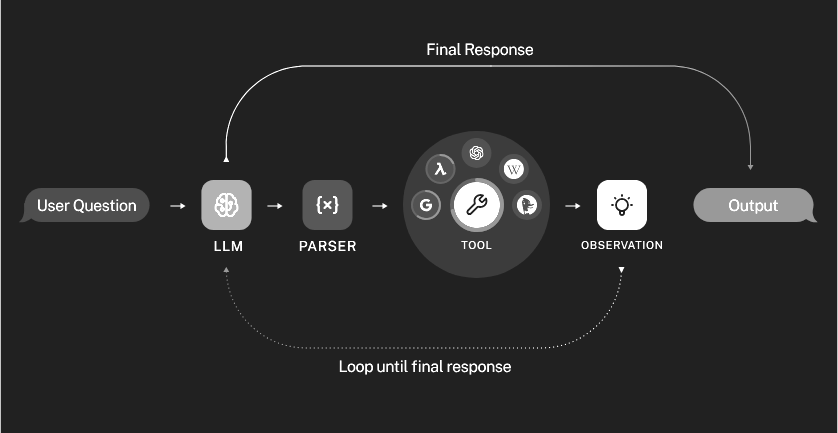 Final Response
User Question
{x}
λ
G
W
Output
LLM
PARSER
TOOL
OBSERVATION
Loop until final response